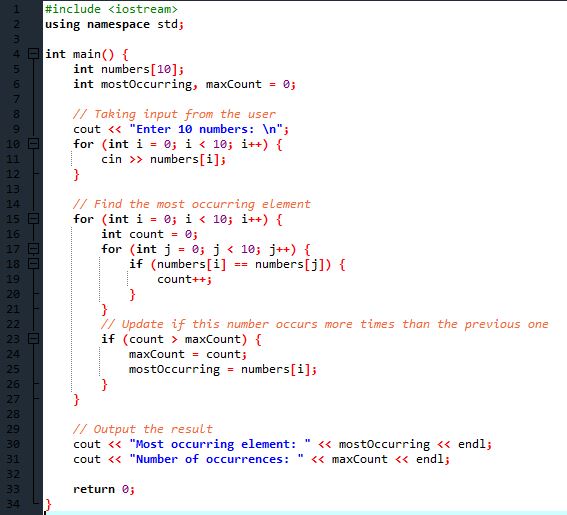 1 #include <iostream>
2 using namespace std;
3
4 int main() {
5 int numbers[10];
6 int mostOccurring, maxCount = 0;
7
8 // Taking input from the user
9 cout << "Enter 10 numbers: \n";
10 for (int i = 0; i < 10; i++) {
11 cin >> numbers[i];
12 }
13
14 // Find the most occurring element
15 for (int i = 0; i < 10; i++) {
16 int count = 0;
17 for (int j = 0; j < 10; j++) {
18 if (numbers[i] == numbers[j]) {
19 count++;
20 }
21 }
22 // Update if this number occurs more times than the previous one
23 if (count > maxCount) {
24 maxCount = count;
25 mostOccurring = numbers[i];
26 }
27 }
28
29 // Output the result
30 cout << "Most occurring element: " << mostOccurring << endl;
31 cout << "Number of occurrences: " << maxCount << endl;
32
33 return 0;
34 }